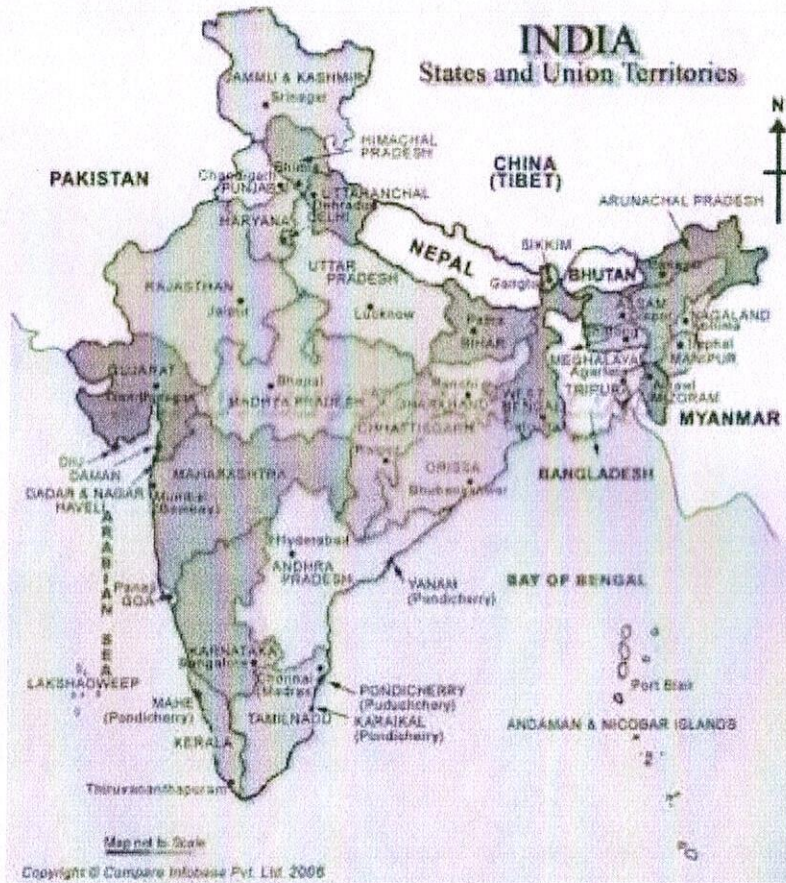 INDIA
States and Union Territories
N
JAMMU & KASHMIR
Srinagar
HIMACHAL
PRADESH
PAKISTAN
CHINA
(TIBET)
Chandigarh
Shimla
PUNJAB
UTTARANCHAL
Dehradun
ARUNACHAL PRADESH
HARYANA
DELHI
NEPAL
SIKKIM
BHUTAN
UTTAR
PRADESH
Gangtok
RAJASTHAN
Jaipur
Lucknow
ASSAM
Dispur
NAGALAND
Kohima
Patna
BIHAR
Imphal
MEGHALAYA
MANIPUR
GUJARAT
Gandhinagar
Bhopal
MADHYA PRADESH
Ranchi
JHARKHAND
WEST
BENGAL
Agartala
TRIPURA
Aizawl
MIZORAM
MYANMAR
CHHATTISGARH
DIU
DAMAN
DADAR & NAGAR
HAVELI
MAHARASHTRA
Mumbai
(Bombay)
ORISSA
Bhubaneshwar
BANGLADESH
ARABIAN SEA
Hyderabad
ANDHRA
PRADESH
YANAM
(Pondicherry)
BAY OF BENGAL
Panaji
GOA
KARNATAKA
Bangalore
LAKSHADWEEP
Chennai
(Madras)
PONDICHERRY
(Puduchery)
Port Blair
MAHE
(Pondicherry)
TAMILNADU
KARAIKAL
(Pondicherry)
ANDAMAN & NICOBAR ISLANDS
KERALA
Thiruvananthapuram
Map not to Scale
Copyright © Compare Infobase Pvt. Ltd. 2006